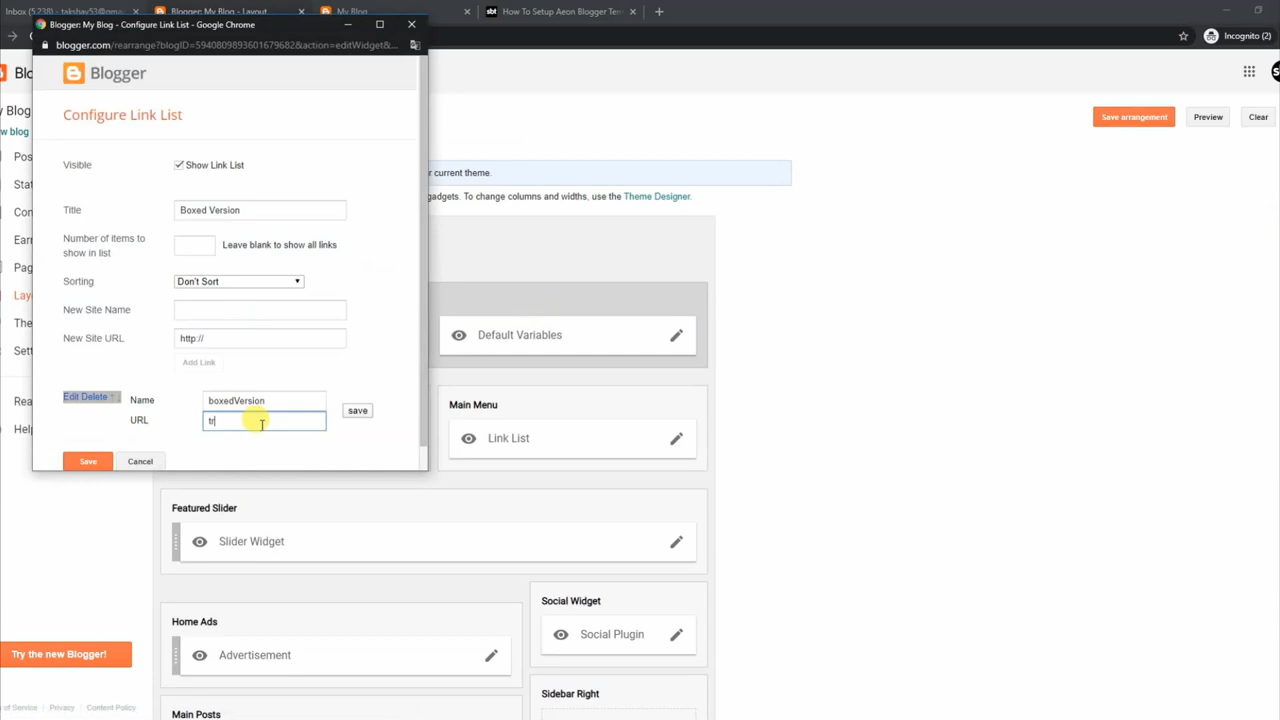 Inbox (5,238) - takshav53@gmail.c
Blogger: My Blog - Layout
My Blog
How To Setup Aeon Blogger Tem
Blogger: My Blog - Configure Link List - Google Chrome
blogger.com/rearrange?blogID=5940809893601679682&action=editWidget&...
Incognito (2)
Blogger
Configure Link List
Save arrangement
Preview
Clear
Visible
Show Link List
r current theme.
gadgets. To change columns and widths, use the Theme Designer.
Title
Boxed Version
Number of items to
show in list
Leave blank to show all links
Sorting
Don't Sort
New Site Name
New Site URL
http://
Add Link
Edit Delete
Name
boxedVersion
URL
tr
save
Save
Cancel
Blo
My Blog
w blog
Pos
Stat
Con
Earn
Pag
Layo
The
Sett
Rea
Help
Default Variables
Main Menu
Link List
Featured Slider
Slider Widget
Social Widget
Social Plugin
Home Ads
Advertisement
Sidebar Right
Main Posts
Try the new Blogger!
s of Service
Privacy
Content Policy